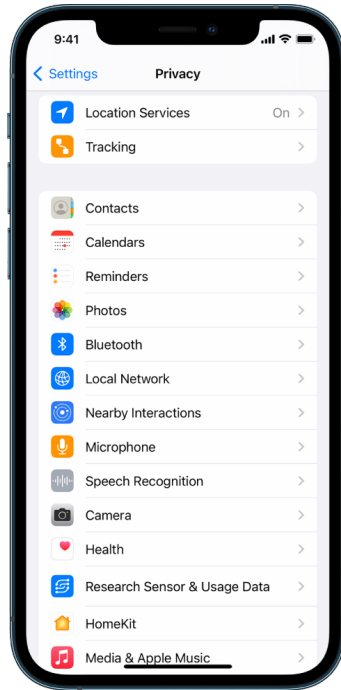 9:41
Settings
Privacy
Location Services On
Tracking
Contacts
Calendars
Reminders
Photos
Bluetooth
Local Network
Nearby Interactions
Microphone
Speech Recognition
Camera
Health
Research Sensor & Usage Data
HomeKit
Media & Apple Music